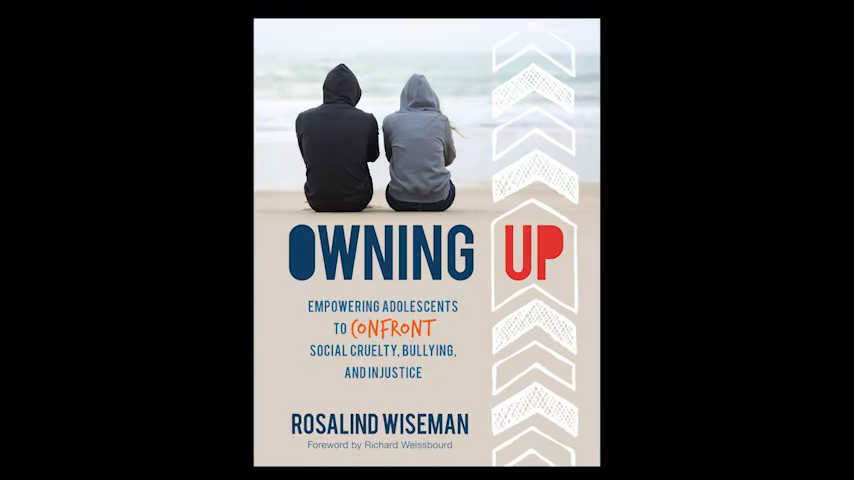 OWNING UP
EMPOWERING ADOLESCENTS
TO CONFRONT
SOCIAL CRUELTY, BULLYING,
AND INJUSTICE
ROSALIND WISEMAN
Foreword by Richard Weissbourd